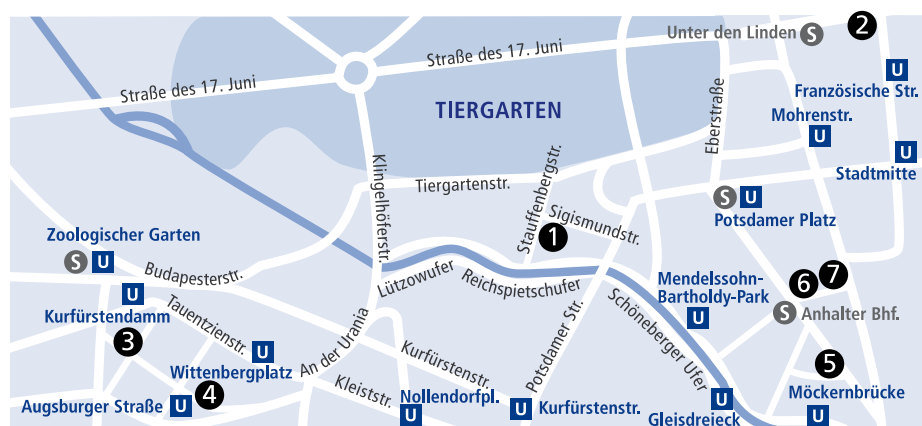 Unter den Linden
S
2
Straße des 17. Juni
Straße des 17. Juni
U
Französische Str.
TIERGARTEN
Eberstraße
Mohrenstr.
U
U
Stadtmitte
Klingelhöferstr.
Tiergartenstr.
Stauffenbergstr.
Sigismundstr.
1
S
U
Potsdamer Platz
Zoologischer Garten
S
U
Budapesterstr.
Lützowufer
Reichspietschufer
Mendelssohn-
Bartholdy-Park
U
6
7
S
Anhalter Bhf.
U
Kurfürstendamm
3
Tauentzienstr.
U
Wittenbergplatz
4
An der Urania
Kurfürstenstr.
Potsdamer Str.
Schöneberger Ufer
5
Möckernbrücke
U
Augsburger Straße
U
Kleiststr.
Nollendorfpl.
U
U
Kurfürstenstr.
Gleisdreieck
U